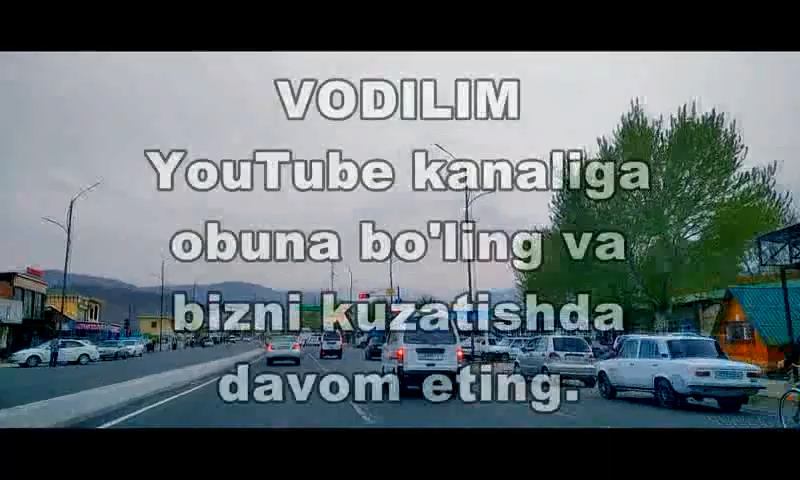 VODILIM
YouTube kanaliga
obuna bo'ling va
bizni kuzatishda
davom eting.